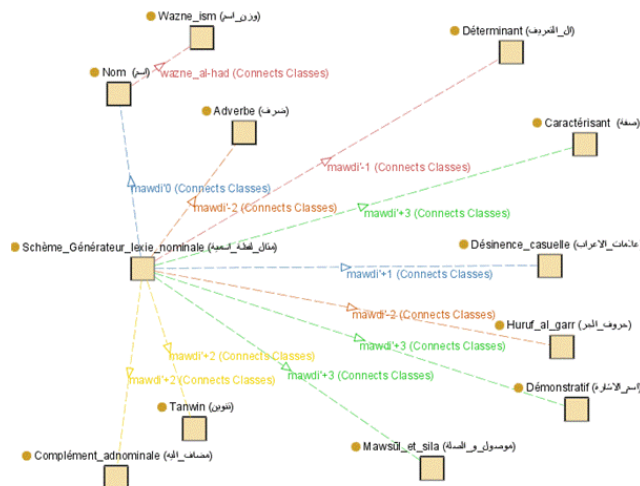 Wazne_ism (وزن_اسم)
Déterminant (ال_التعريف)
Nom (اسم)
wazne_al-had (Connects Classes)
Adverbe (ضرف)
Caractérisant (صفة)
mawdi'-1 (Connects Classes)
mawdi'0 (Connects Classes)
mawdi'-2 (Connects Classes)
mawdi'+3 (Connects Classes)
Schème_Générateur_lexie_nominale (مثال_لفظة_اسمية)
Désinence_casuelle (علامات_الاعراب)
mawdi'+1 (Connects Classes)
mawdi'-2 (Connects Classes)
Huruf_al_garr (حروف_الجر)
mawdi'+2 (Connects Classes)
mawdi'+3 (Connects Classes)
mawdi'+2 (Connects Classes)
mawdi'+3 (Connects Classes)
Démonstratif (اسم_الاشارة)
Tanwin (تنوين)
Mawsūl_et_sila (موصول_و_الصلة)
Complément_adnominale (مضاف_اليه)